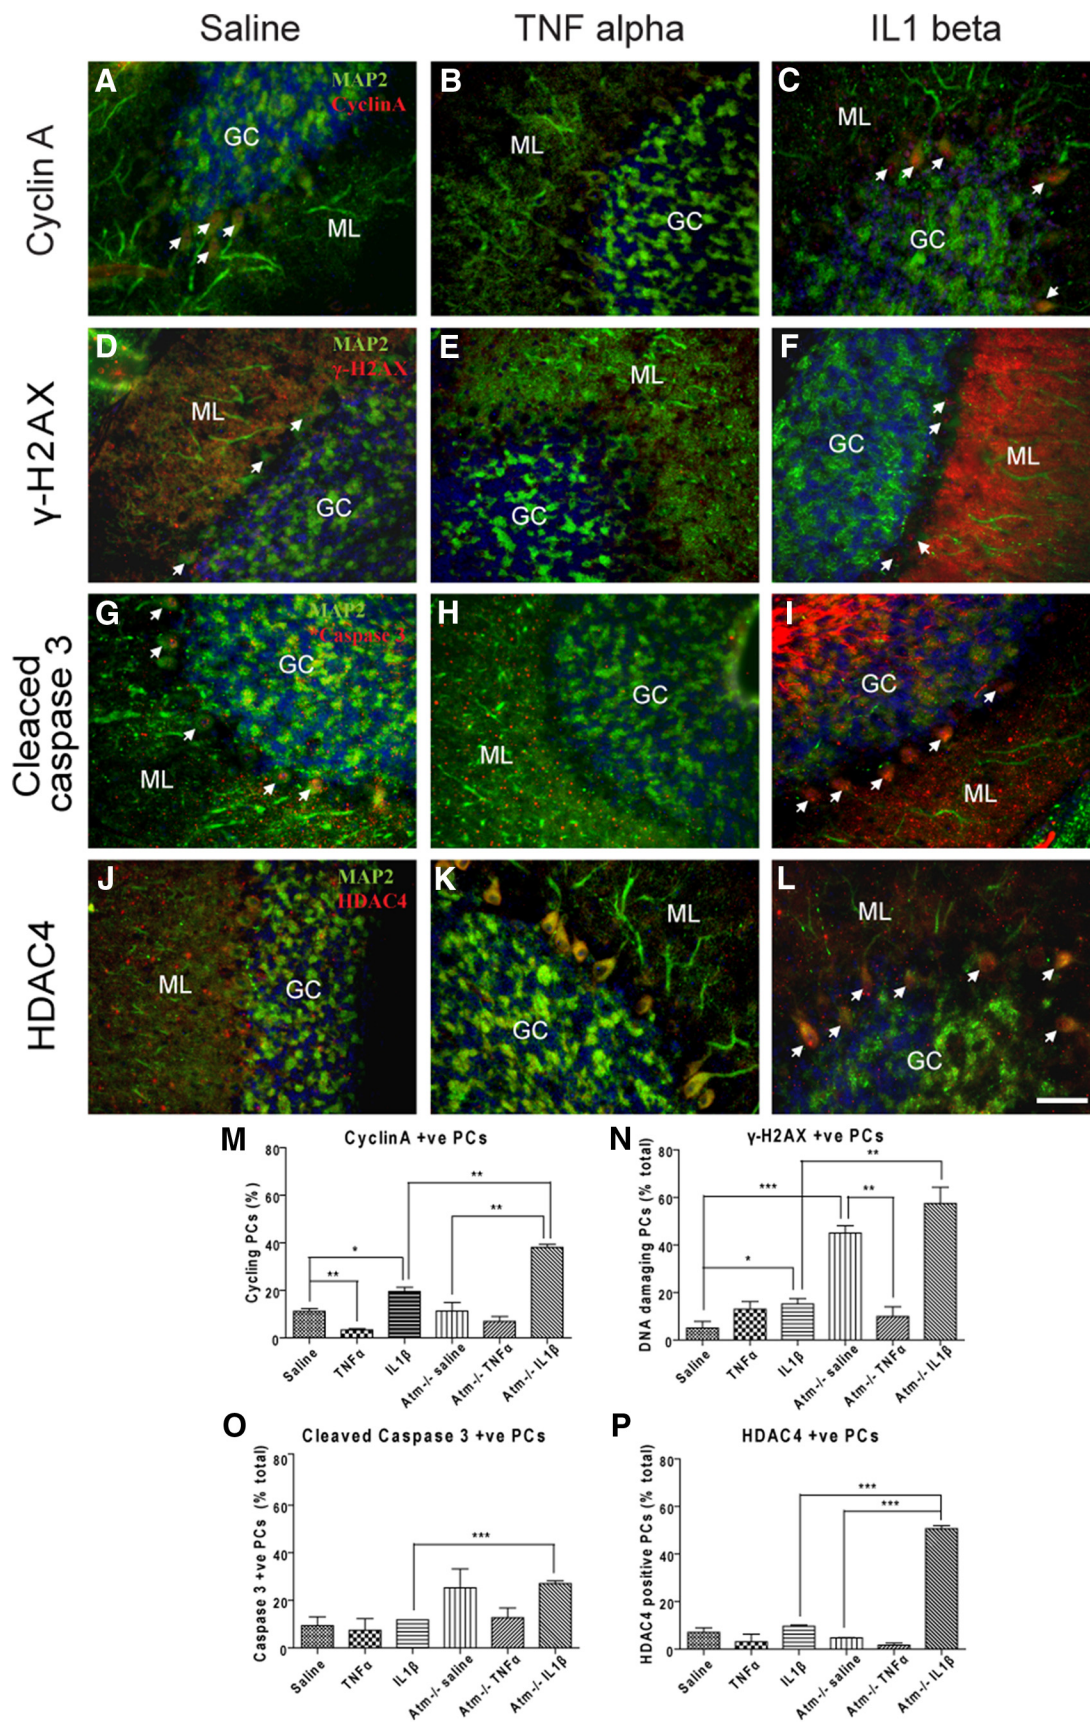 Saline TNF alpha IL1 beta
Cyclin A
A MAP2
CyclinA
GC
ML
B
ML
GC
C
ML
GC
γ-H2AX
D MAP2
γ-H2AX
ML
GC
E
ML
GC
F
GC
ML
Cleaced
caspase 3
G MAP2
*Caspase 3
GC
ML
H
GC
ML
I
GC
ML
HDAC4
J MAP2
HDAC4
ML
GC
K
ML
GC
L
ML
GC
M CyclinA +ve PCs
Cycling PCs (%)
80
60
40
20
0
**
**
*
**
Saline TNFα IL1β Atm-/- saline Atm-/- TNFα Atm-/- IL1β
N γ-H2AX +ve PCs
DNA damaging PCs (% total)
80
60
40
20
0
**
***
**
*
Saline TNFα IL1β Atm-/- saline Atm-/- TNFα Atm-/- IL1β
O Cleaved Caspase 3 +ve PCs
Caspase 3 +ve PCs (% total)
80
60
40
20
0
***
Saline TNFα IL1β Atm-/- saline Atm-/- TNFα Atm-/- IL1β
P HDAC4 +ve PCs
HDAC4 positive PCs (% total)
80
60
40
20
0
***
***
Saline TNFα IL1β Atm-/- saline Atm-/- TNFα Atm-/- IL1β